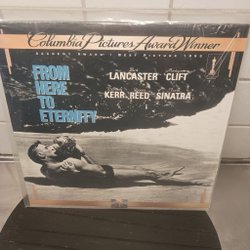 Columbia Pictures Award Winner
ACADEMY AWARD® BEST PICTURE 1953
FROM
HERE
TO
ETERNITY
LANCASTER CLIFT
KERR REED SINATRA